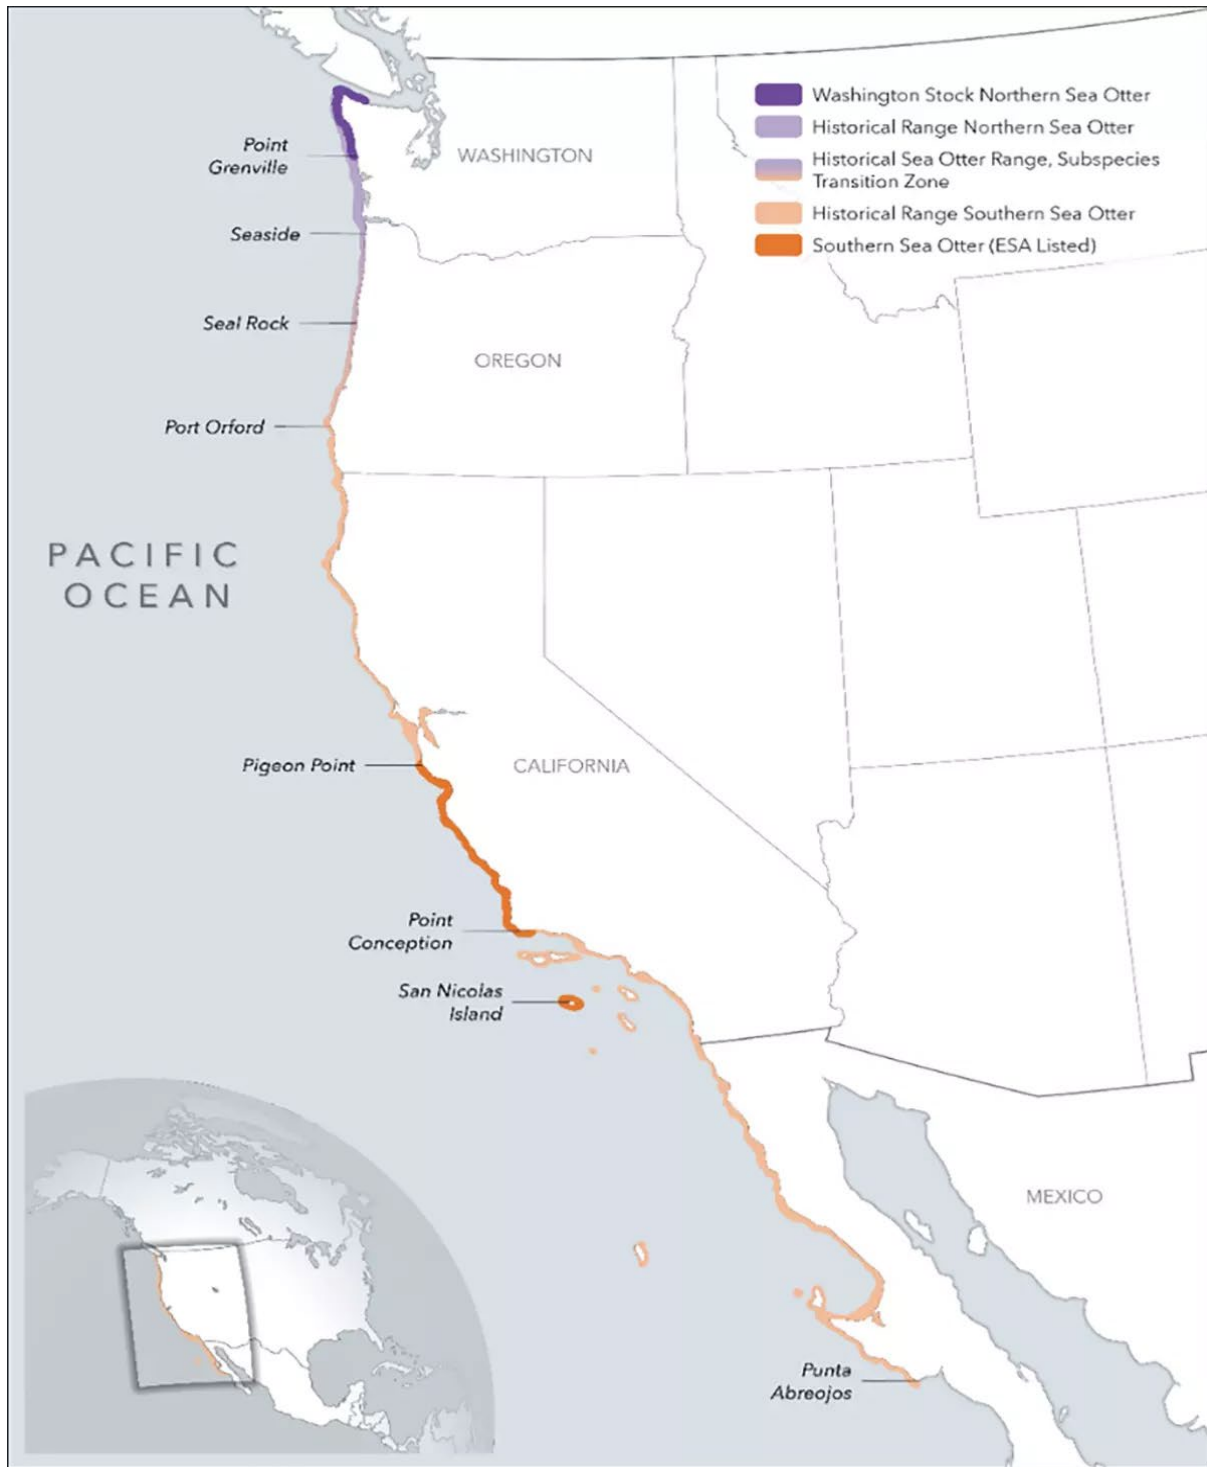 Washington Stock Northern Sea Otter
Historical Range Northern Sea Otter
Historical Sea Otter Range, Subspecies
Transition Zone
Historical Range Southern Sea Otter
Southern Sea Otter (ESA Listed)
Point
Grenville
WASHINGTON
Seaside
Seal Rock
OREGON
Port Orford
PACIFIC
OCEAN
Pigeon Point
CALIFORNIA
Point
Conception
San Nicolas
Island
MEXICO
Punta
Abreojos